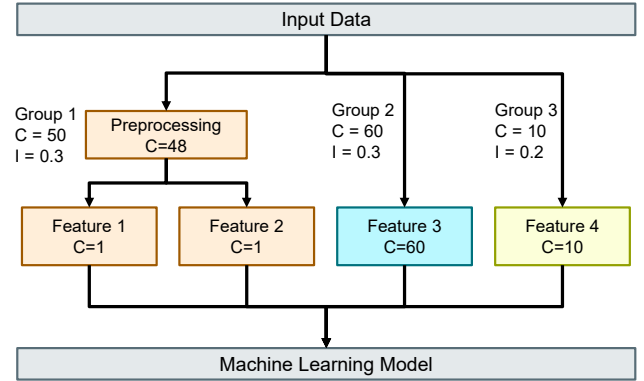 Input Data
Group 1
C = 50
I = 0.3
Preprocessing
C=48
Group 2
C = 60
I = 0.3
Group 3
C = 10
I = 0.2
Feature 1
C=1
Feature 2
C=1
Feature 3
C=60
Feature 4
C=10
Machine Learning Model